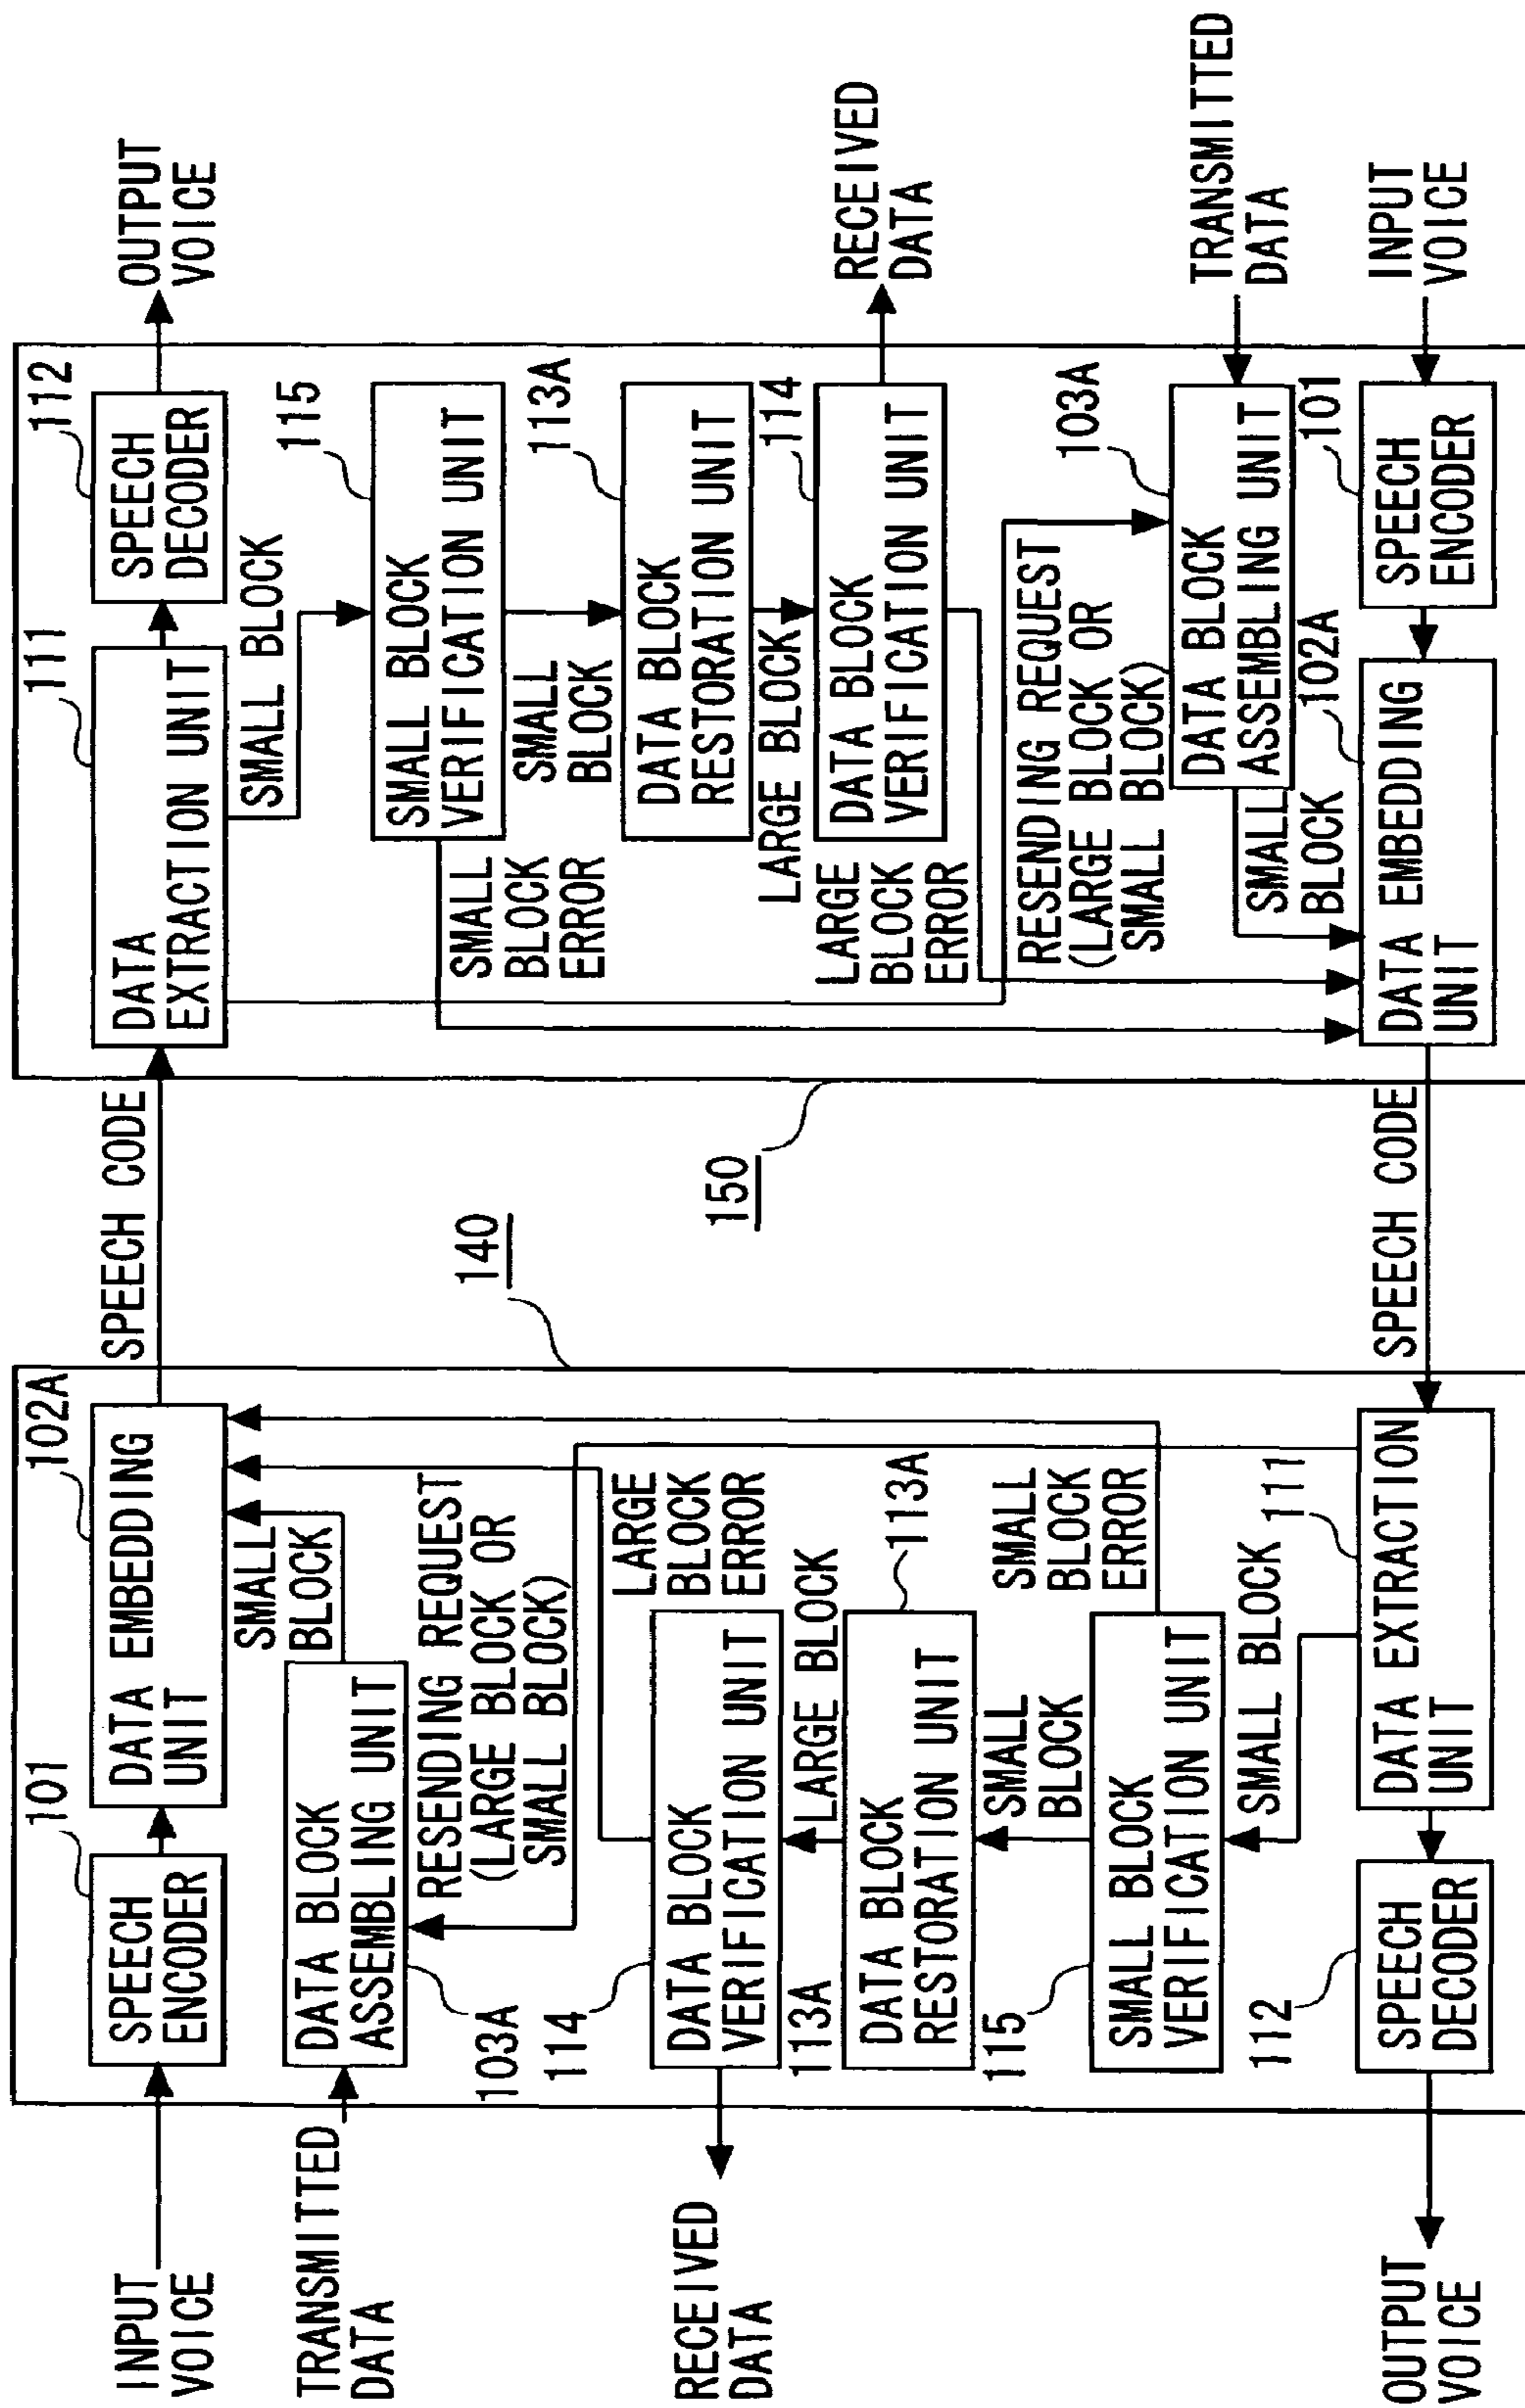 INPUT
VOICE
101
SPEECH
ENCODER
102A
DATA EMBEDDING
UNIT
SPEECH CODE
TRANSMITTED
DATA
DATA BLOCK
ASSEMBLING UNIT
103A
SMALL
BLOCK
RESENDING REQUEST
(LARGE BLOCK OR
SMALL BLOCK)
140
RECEIVED
DATA
114
DATA BLOCK
VERIFICATION UNIT
LARGE
BLOCK
ERROR
113A
LARGE BLOCK
DATA BLOCK
RESTORATION UNIT
113A
SMALL
BLOCK
115
SMALL BLOCK
VERIFICATION UNIT
SMALL
BLOCK
ERROR
SMALL BLOCK
111
DATA EXTRACTION
UNIT
112
SPEECH
DECODER
OUTPUT
VOICE
SPEECH CODE
150
111
DATA
EXTRACTION UNIT
112
SPEECH
DECODER
OUTPUT
VOICE
SMALL BLOCK
115
SMALL BLOCK
VERIFICATION UNIT
SMALL
BLOCK
ERROR
SMALL
BLOCK
113A
DATA BLOCK
RESTORATION UNIT
LARGE BLOCK
114
DATA BLOCK
VERIFICATION UNIT
RECEIVED
DATA
LARGE
BLOCK
ERROR
RESENDING REQUEST
(LARGE BLOCK OR
SMALL BLOCK)
103A
DATA BLOCK
ASSEMBLING UNIT
TRANSMITTED
DATA
SMALL
BLOCK
102A
DATA EMBEDDING
UNIT
101
SPEECH
ENCODER
INPUT
VOICE